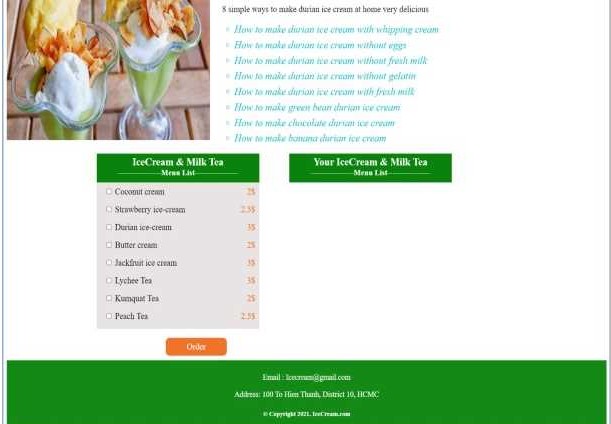 8 simple ways to make durian ice cream at home very delicious
How to make durian ice cream with whipping cream
How to make durian ice cream without eggs
How to make durian ice cream without fresh milk
How to make durian ice cream without gelatin
How to make durian ice cream with fresh milk
How to make green bean durian ice cream
How to make chocolate durian ice cream
How to make banana durian ice cream
IceCream & Milk Tea
Menu List
Coconut cream 2$
Strawberry ice-cream 2.5$
Durian ice-cream 3$
Butter cream 2$
Jackfruit ice cream 3$
Lychee Tea 3$
Kumquat Tea 2$
Peach Tea 2.5$
Your IceCream & Milk Tea
Menu List
Order
Email : Icecream@gmail.com
Address: 100 To Hien Thanh, District 10, HCMC
© Copyright 2021. IceCream.com